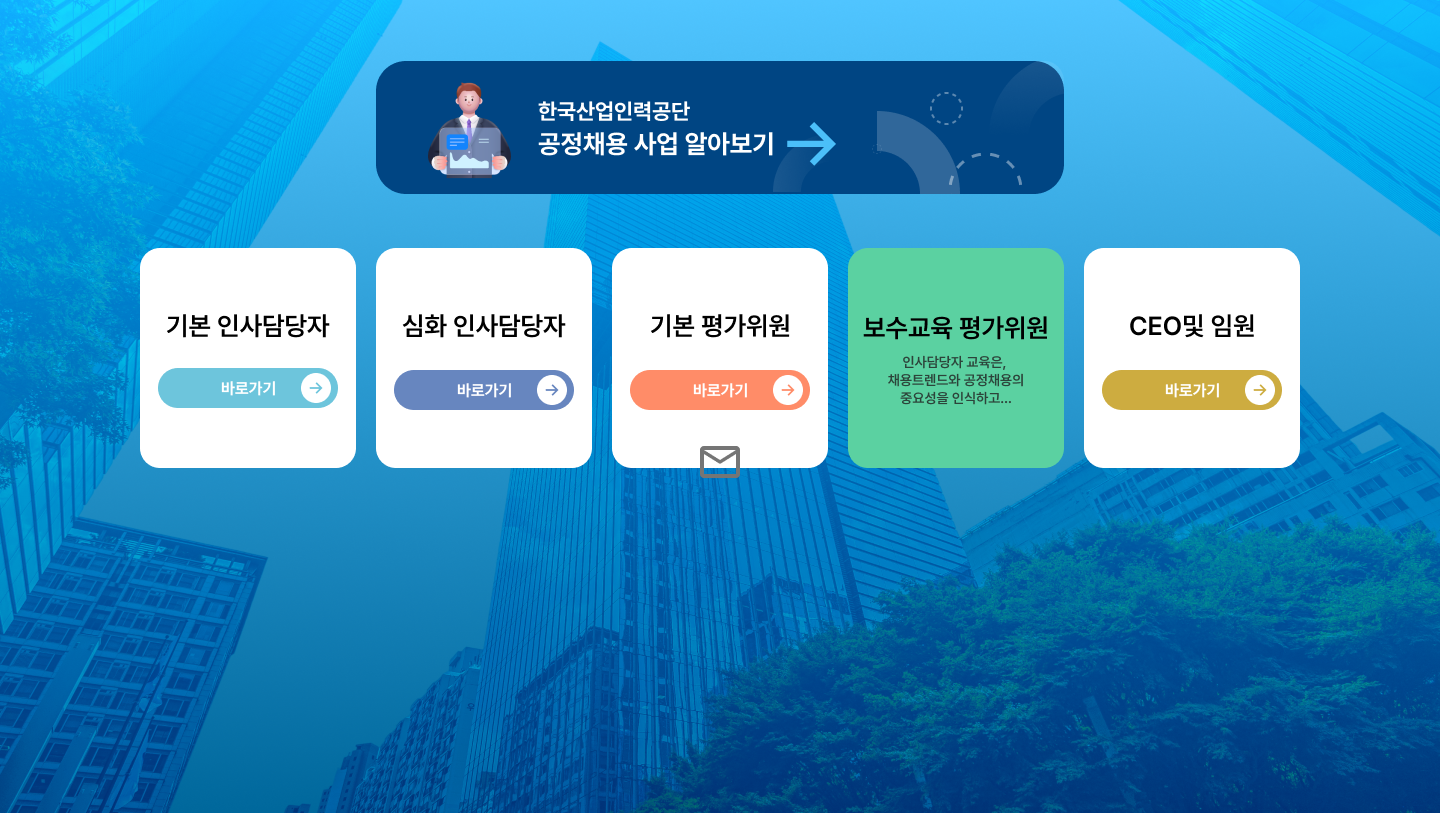 한국산업인력공단
공정채용 사업 알아보기
기본 인사담당자
바로가기
심화 인사담당자
바로가기
기본 평가위원
바로가기
보수교육 평가위원
인사담당자 교육은,
채용트렌드와 공정채용의
중요성을 인식하고...
CEO및 임원
바로가기